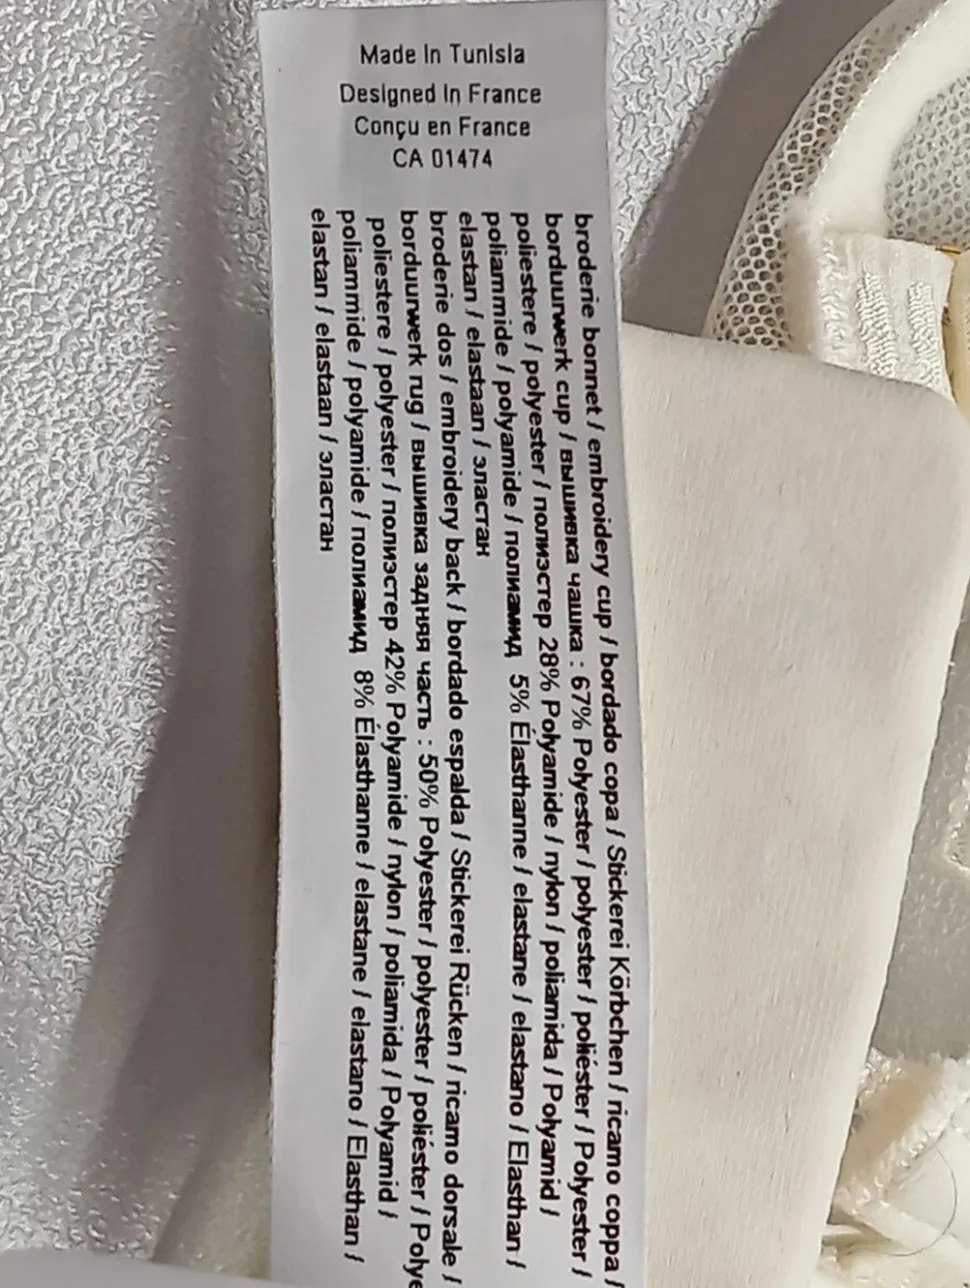 Made in Tunisia
Designed in France
Conçu en France
CA 01474
broderie bonnet / embroidery cup / bordado copa / Stickerei Körbchen / ricamo coppa /
borduurwerk cup / вышивка чашка : 67% Polyester / polyester / poliéster / Polyester /
poliestere / polyester / полиэстер 28% Polyamide / nylon / poliamida / Polyamid /
poliammide / polyamide / полиамид 5% Élasthanne / elastane / elastano / Elasthan /
elastan / elastaan / эластан
broderie dos / embroidery back / bordado espalda / Stickerei Rücken / ricamo dorsale /
borduurwerk rug / вышивка задняя часть : 50% Polyester / polyester / poliéster /
poliestere / polyester / полиэстер 42% Polyamide / nylon / poliamida / Polyamid /
poliammide / polyamide / полиамид 8% Élasthanne / elastane / elastano / Elasthan /
elastan / elastaan / эластан